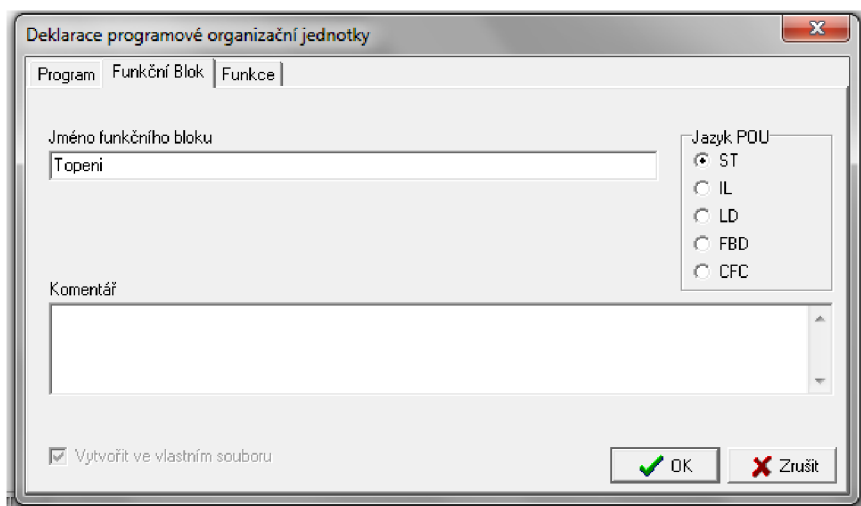 Deklarace programové organizační jednotky
Program Funkční Blok Funkce
Jméno funkčního bloku
Topeni
Jazyk POU
ST
IL
LD
FBD
CFC
Komentář
Vytvořit ve vlastním souboru
OK Zrušit